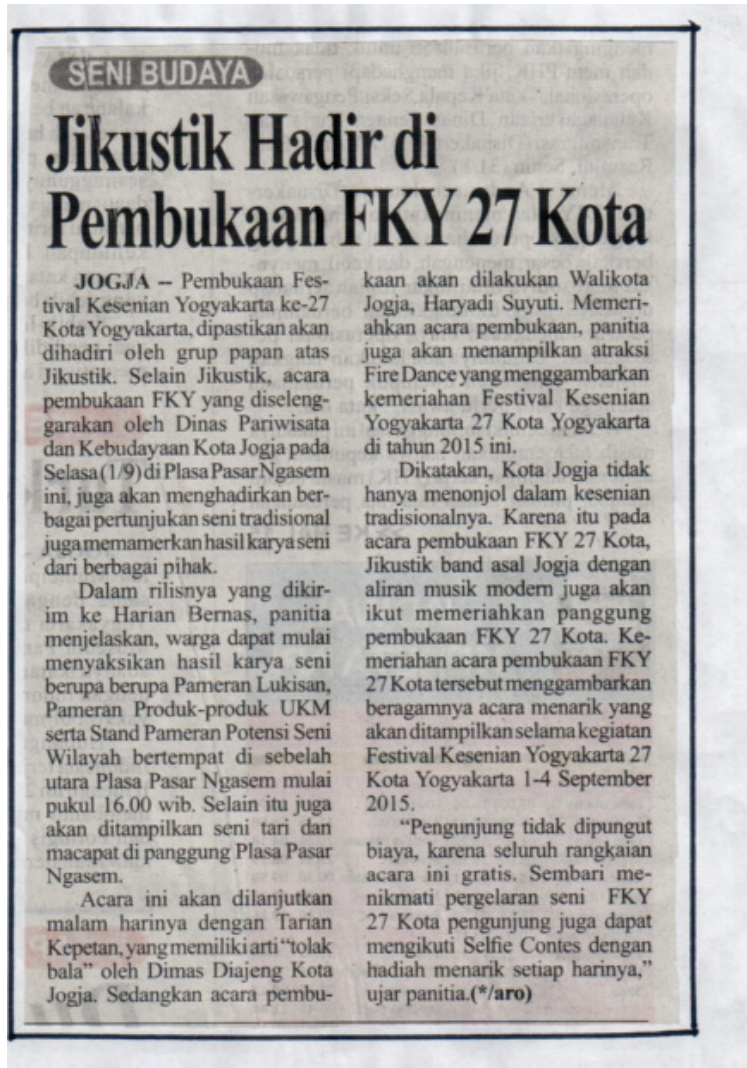 SENI BUDAYA
Jikustik Hadir di
Pembukaan FKY 27 Kota
JOGJA -- Pembukaan Fes-
tival Kesenian Yogyakarta ke-27
Kota Yogyakarta, dipastikan akan
dihadiri oleh grup papan atas
Jikustik. Selain Jikustik, acara
pembukaan FKY yang diseleng-
garakan oleh Dinas Pariwisata
dan Kebudayaan Kota Jogja pada
Selasa (1/9) di Plasa Pasar Ngasem
ini, juga akan menghadirkan ber-
bagai pertunjukan seni tradisional
juga memamerkan hasil karya seni
dari berbagai pihak.
Dalam rilisnya yang dikir-
im ke Harian Bernas, panitia
menjelaskan, warga dapat mulai
menyaksikan hasil karya seni
berupa berupa Pameran Lukisan,
Pameran Produk-produk UKM
serta Stand Pameran Potensi Seni
Wilayah bertempat di sebelah
utara Plasa Pasar Ngasem mulai
pukul 16.00 wib. Selain itu juga
akan ditampilkan seni tari dan
macapat di panggung Plasa Pasar
Ngasem.
Acara ini akan dilanjutkan
malam harinya dengan Tarian
Kepetan, yang memiliki arti “tolak
bala” oleh Dimas Diajeng Kota
Jogja. Sedangkan acara pembu-
kaan akan dilakukan Walikota
Jogja, Haryadi Suyuti. Memeri-
ahkan acara pembukaan, panitia
juga akan menampilkan atraksi
Fire Dance yang menggambarkan
kemeriahan Festival Kesenian
Yogyakarta 27 Kota Yogyakarta
di tahun 2015 ini.
Dikatakan, Kota Jogja tidak
hanya menonjol dalam kesenian
tradisionalnya. Karena itu pada
acara pembukaan FKY 27 Kota,
Jikustik band asal Jogja dengan
aliran musik modern juga akan
ikut memeriahkan panggung
pembukaan FKY 27 Kota. Ke-
meriahan acara pembukaan FKY
27 Kota tersebut menggambarkan
beragamnya acara menarik yang
akan ditampilkan selama kegiatan
Festival Kesenian Yogyakarta 27
Kota Yogyakarta 1-4 September
2015.
“Pengunjung tidak dipungut
biaya, karena seluruh rangkaian
acara ini gratis. Sembari me-
nikmati pergelaran seni FKY
27 Kota pengunjung juga dapat
mengikuti Selfie Contes dengan
hadiah menarik setiap harinya,”
ujar panitia.(*/aro)